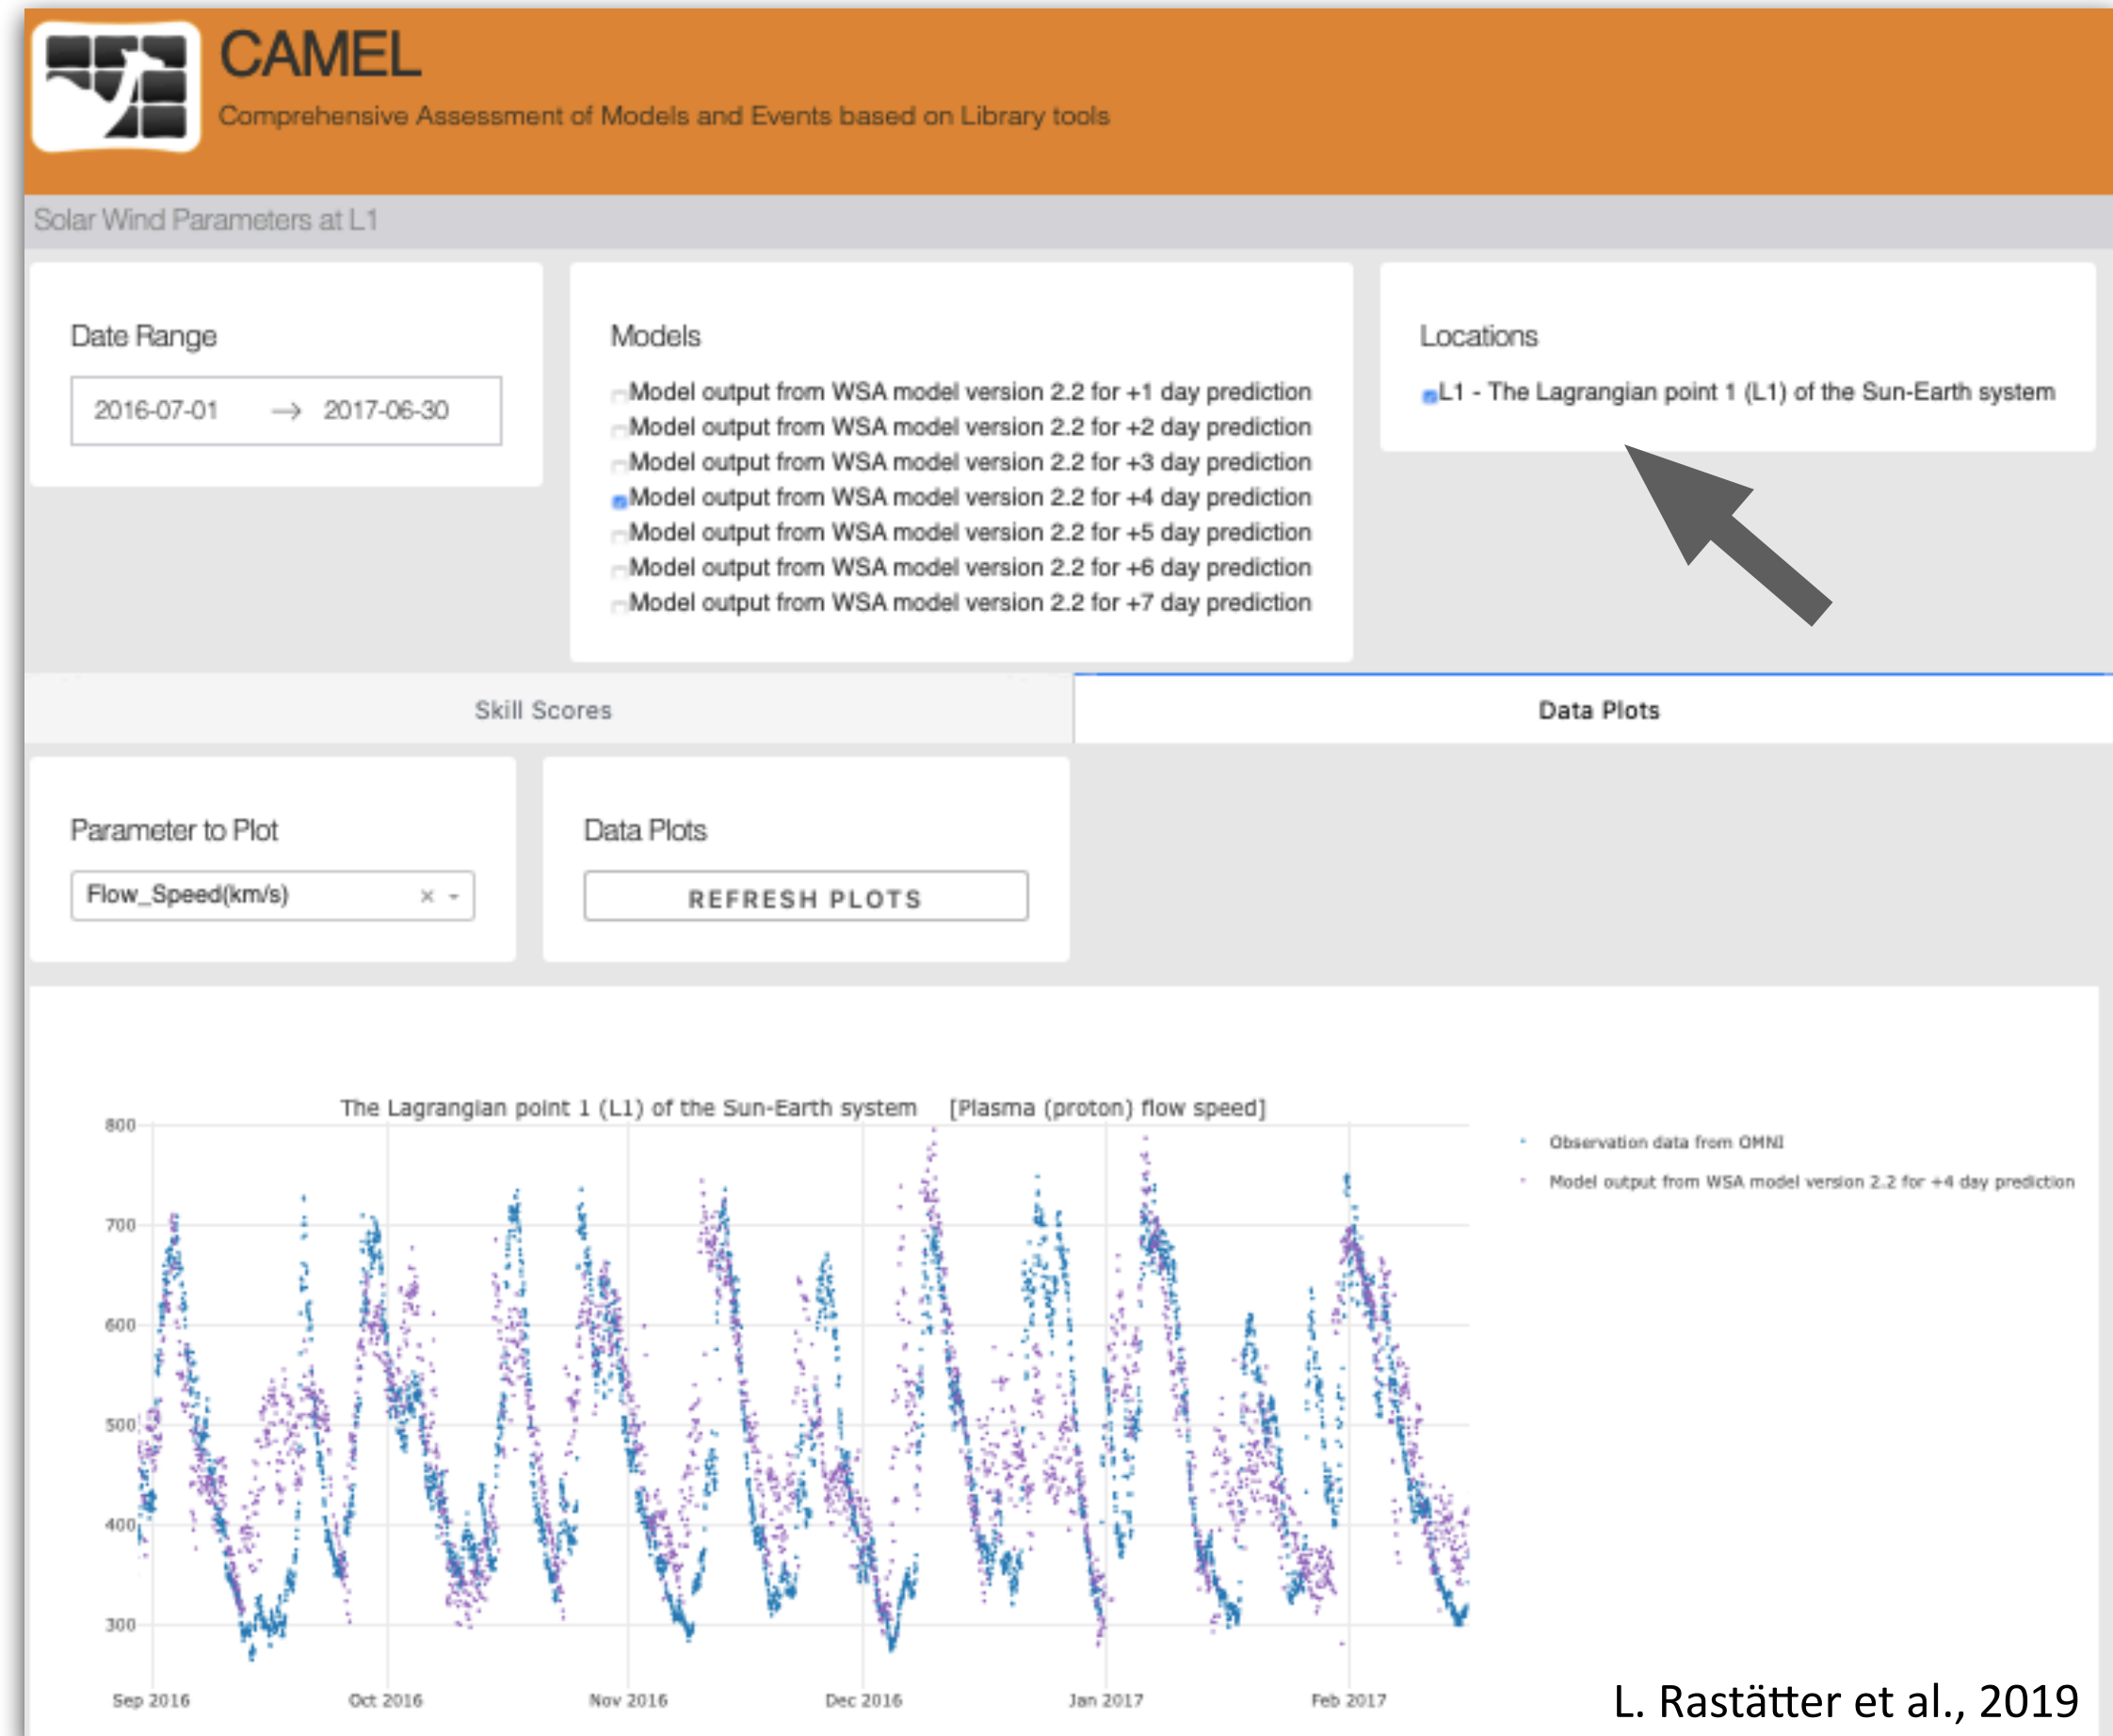 CAMEL
Comprehensive Assessment of Models and Events based on Library tools
Solar Wind Parameters at L1
Date Range
2016-07-01 → 2017-06-30
Models
Model output from WSA model version 2.2 for +1 day prediction
Model output from WSA model version 2.2 for +2 day prediction
Model output from WSA model version 2.2 for +3 day prediction
Model output from WSA model version 2.2 for +4 day prediction
Model output from WSA model version 2.2 for +5 day prediction
Model output from WSA model version 2.2 for +6 day prediction
Model output from WSA model version 2.2 for +7 day prediction
Locations
L1 - The Lagrangian point 1 (L1) of the Sun-Earth system
Skill Scores
Data Plots
Parameter to Plot
Flow_Speed(km/s) ×
Data Plots
REFRESH PLOTS
The Lagrangian point 1 (L1) of the Sun-Earth system [Plasma (proton) flow speed]
800
700
600
500
400
300
Sep 2016
Oct 2016
Nov 2016
Dec 2016
Jan 2017
Feb 2017
Observation data from OMNI
Model output from WSA model version 2.2 for +4 day prediction
L. Rastätter et al., 2019